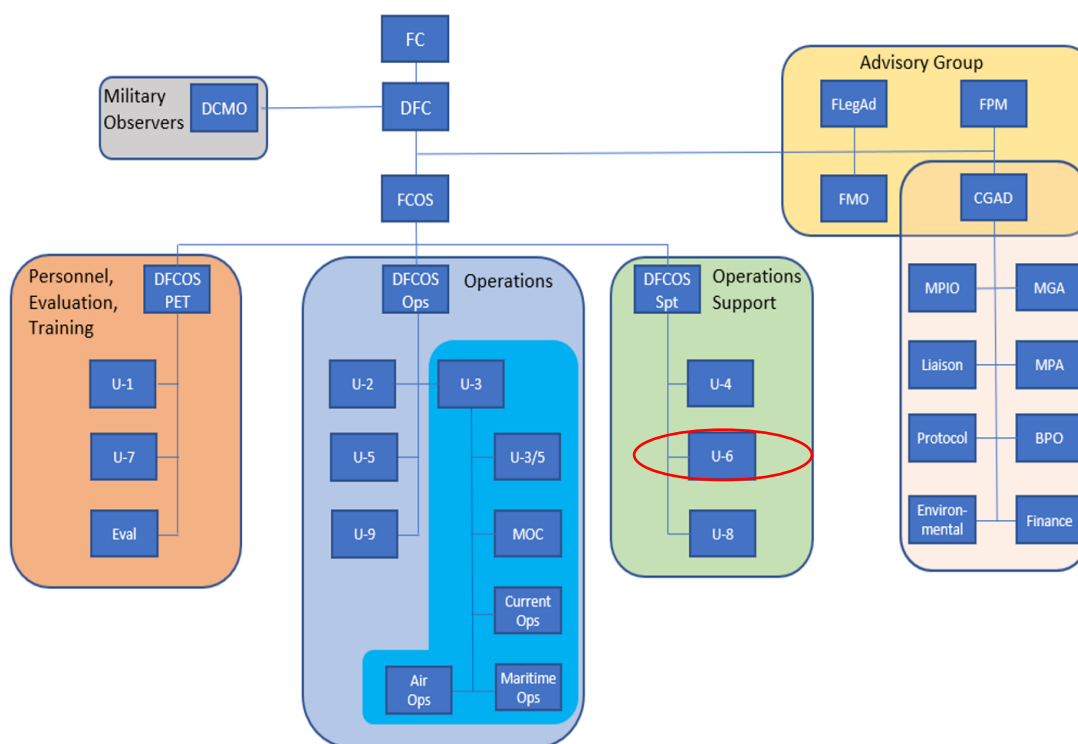 FC
Advisory Group
Military
Observers
DCMO
DFC
FLegAd
FPM
FCOS
FMO
CGAD
Personnel,
Evaluation,
Training
DFCOS
PET
DFCOS
Ops
Operations
DFCOS
Spt
Operations
Support
MPIO
MGA
U-1
U-2
U-3
U-4
Liaison
MPA
U-7
U-5
U-3/5
U-6
Protocol
BPO
Eval
U-9
MOC
U-8
Environ-
mental
Finance
Current
Ops
Air
Ops
Maritime
Ops